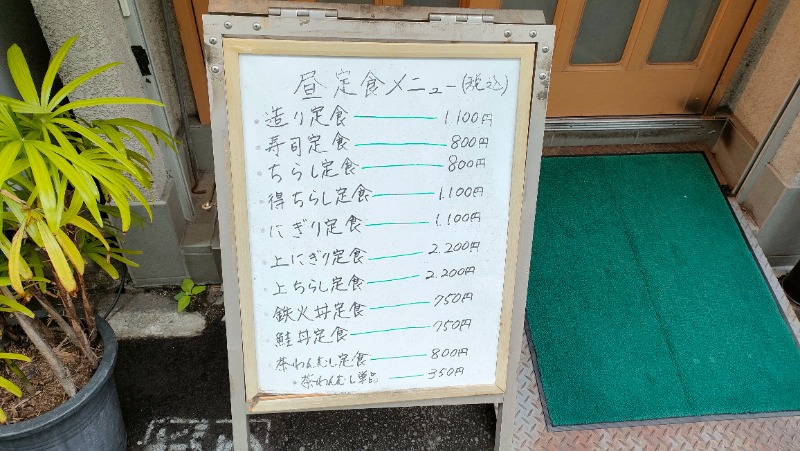 昼定食メニュー(税込)
造り定食 1.100円
寿司定食 800円
ちらし定食 800円
得ちらし定食 1.100円
にぎり定食 1.100円
上にぎり定食 2.200円
上ちらし定食 2.200円
鉄火丼定食 750円
鮭丼定食 750円
茶わんむし定食 800円
茶わんむし単品 350円